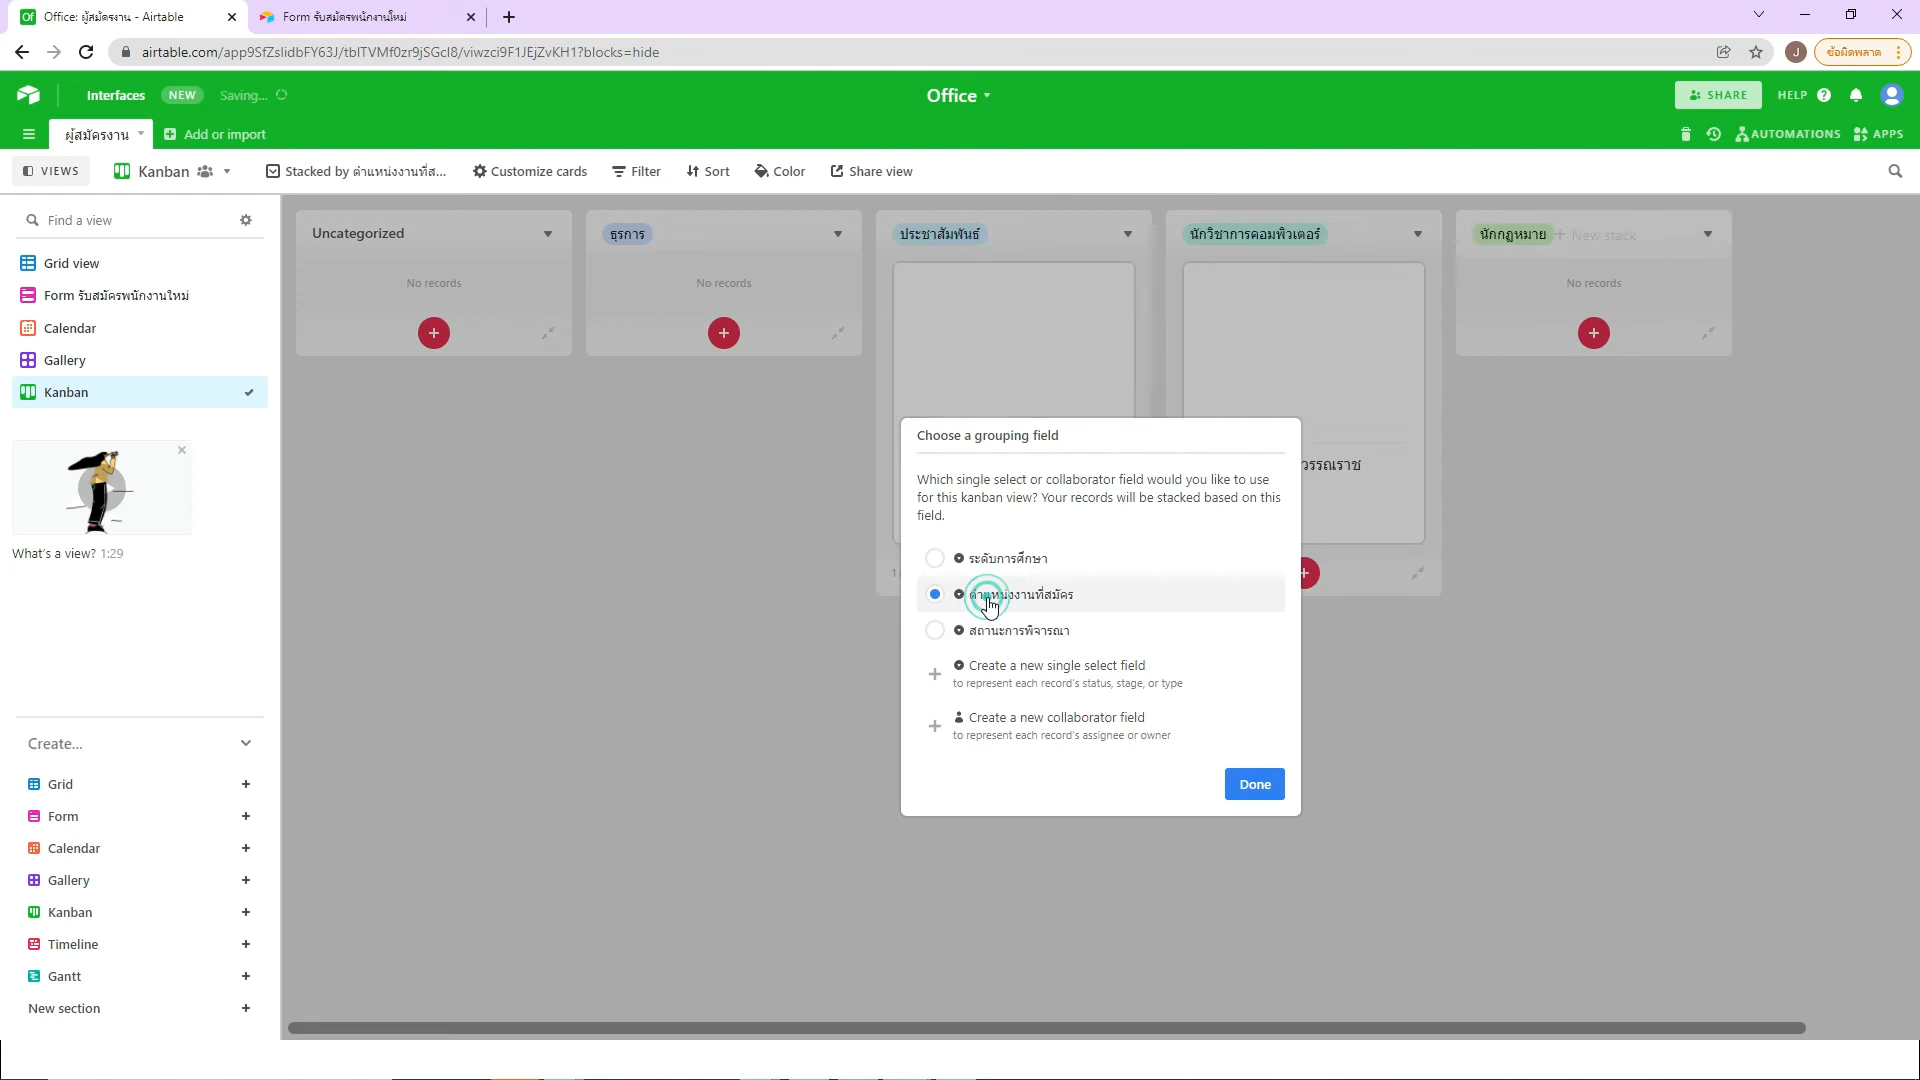 Office: ผู้สมัครงาน - Airtable
Form รับสมัครพนักงานใหม่
airtable.com/app9SfZslidbFY63J/tblTVMf0zr9jSGcl8/viwzci9F1JEjZvKH1?blocks=hide
J
ข้อผิดพลาด
Interfaces
NEW
Saving...
Office
SHARE
HELP
ผู้สมัครงาน
Add or import
AUTOMATIONS
APPS
VIEWS
Kanban
Stacked by ตำแหน่งงานที่ส...
Customize cards
Filter
Sort
Color
Share view
Find a view
Grid view
Form รับสมัครพนักงานใหม่
Calendar
Gallery
Kanban
What's a view? 1:29
Create...
Grid
Form
Calendar
Gallery
Kanban
Timeline
Gantt
New section
Uncategorized
No records
ธุรการ
No records
ประชาสัมพันธ์
นักวิชาการคอมพิวเตอร์
วรรณราช
นักกฎหมาย
New stack
No records
Choose a grouping field
Which single select or collaborator field would you like to use
for this kanban view? Your records will be stacked based on this
field.
ระดับการศึกษา
ตำแหน่งงานที่สมัคร
สถานะการพิจารณา
Create a new single select field
to represent each record's status, stage, or type
Create a new collaborator field
to represent each record's assignee or owner
Done